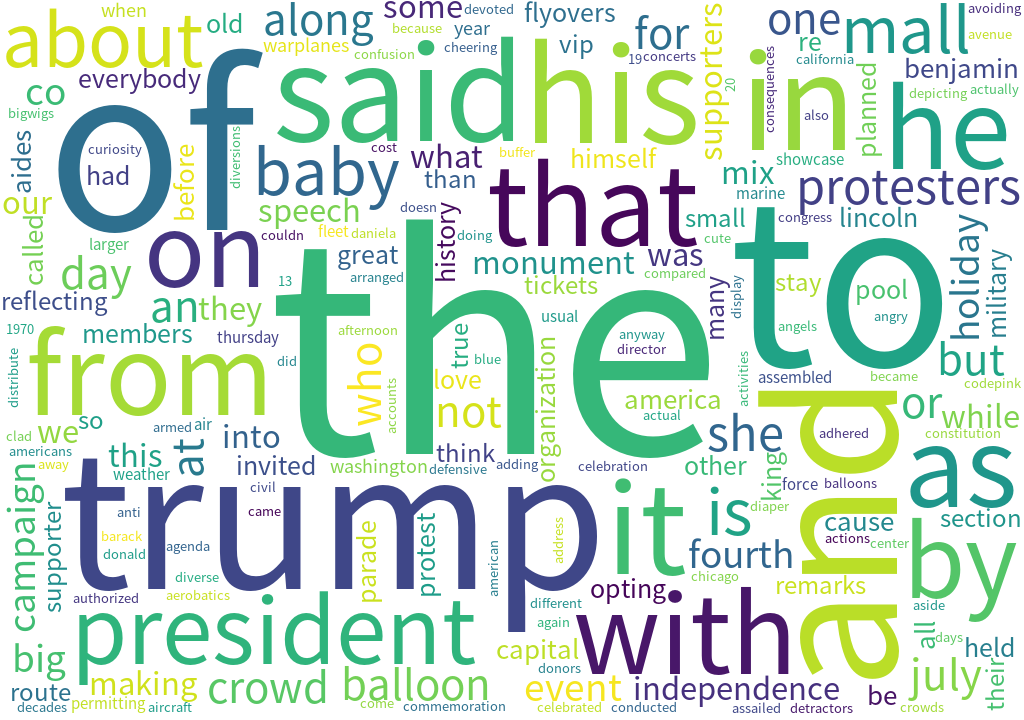 when
devoted
avoiding
about
old
along
some
because
flyovers
for
one
mall
warplanes
year
confusion
cheering
vip
19
concerts
supporters
re
california
avenue
everybody
of
said
his
in
he
benjamin
co
20
consequences
planned
depicting
actually
bigwigs
aides
curiosity
had
before
diversions
cost
baby
what
buffer
himself
also
showcase
than
that
mix
marine
protesters
our
called
speech
doesn
history
small
congress
lincoln
larger
on
couldn
fleet
daniela
doing
cute
to
holiday
military
day
great
monument
was
compared
13
arranged
tickets
many
display
stay
pool
reflecting
an
they
the
true
usual
angels
angry
1970
members
thursday
afternoon
anyway
director
from
did
who
blue
distribute
accounts
love
organization
activities
assembled
became
but
codepink
america
actual
not
and
or
while
clad
we
so
armed
air
into
she
adhered
constitution
americans
away
this
at
think
weather
invited
washington
defensive
adding
celebration
other
king
force
balloons
as
campaign
supporter
trump
civil
came
it
is
diaper
cause
section
anti
actions
center
barack
donald
agenda
parade
protest
american
address
fourth
by
diverse
chicago
authorized
aerobatics
opting
remarks
different
aside
president
again
with
all
days
big
capital
held
donors
route
making
crowd
balloon
event
independence
be
july
their
decades
permitting
aircraft
come
commemoration
celebrated
conducted
assailed
detractors
crowds